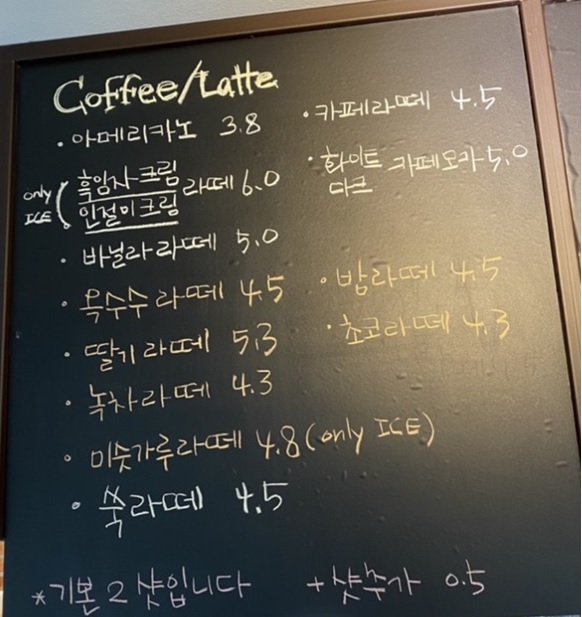 Coffee/Latte
· 아메리카노 3.8
· 카페라떼 4.5
only ICE ( 흑임자크림 라떼 6.0
인절미크림
· 화이트 카페모카 5.0
다크
· 바닐라라떼 5.0
· 옥수수라떼 4.5
· 밤라떼 4.5
· 딸기라떼 5.3
· 초코라떼 4.3
· 녹차라떼 4.3
· 미숫가루라떼 4.8 (only ICE)
· 쑥라떼 4.5
*기본 2샷입니다
+샷추가 0.5